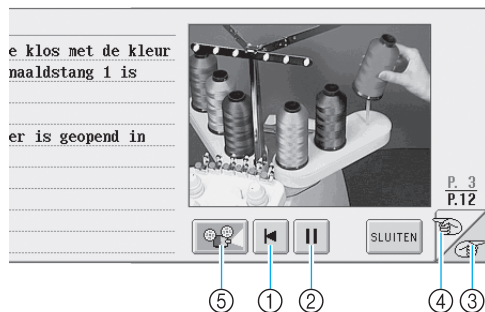 e klos met de kleur
naaldstang 1 is
er is geopend in
P. 3
P.12
SLUITEN
⑤ ① ② ④ ③